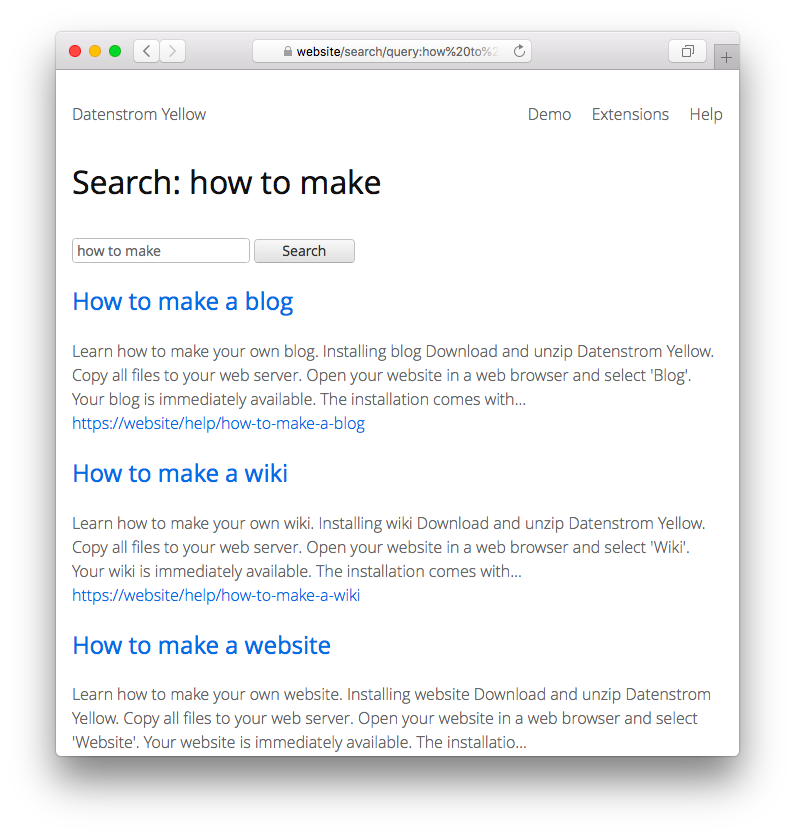 website/search/query:how%20to%2
Datenstrom Yellow
Demo Extensions Help
Search: how to make
how to make
Search
How to make a blog
Learn how to make your own blog. Installing blog Download and unzip Datenstrom Yellow.
Copy all files to your web server. Open your website in a web browser and select 'Blog'.
Your blog is immediately available. The installation comes with...
https://website/help/how-to-make-a-blog
How to make a wiki
Learn how to make your own wiki. Installing wiki Download and unzip Datenstrom Yellow.
Copy all files to your web server. Open your website in a web browser and select 'Wiki'.
Your wiki is immediately available. The installation comes with...
https://website/help/how-to-make-a-wiki
How to make a website
Learn how to make your own website. Installing website Download and unzip Datenstrom
Yellow. Copy all files to your web server. Open your website in a web browser and select
'Website'. Your website is immediately available. The installatio...